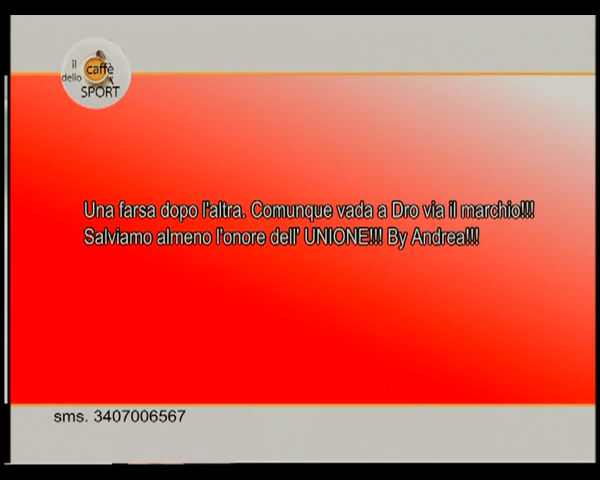 il caffè
dello
SPORT
Una farsa dopo l'altra. Comunque vada a Dro via il marchio!!!
Salviamo almeno l'onore dell' UNIONE!!! By Andrea!!!
sms. 3407006567